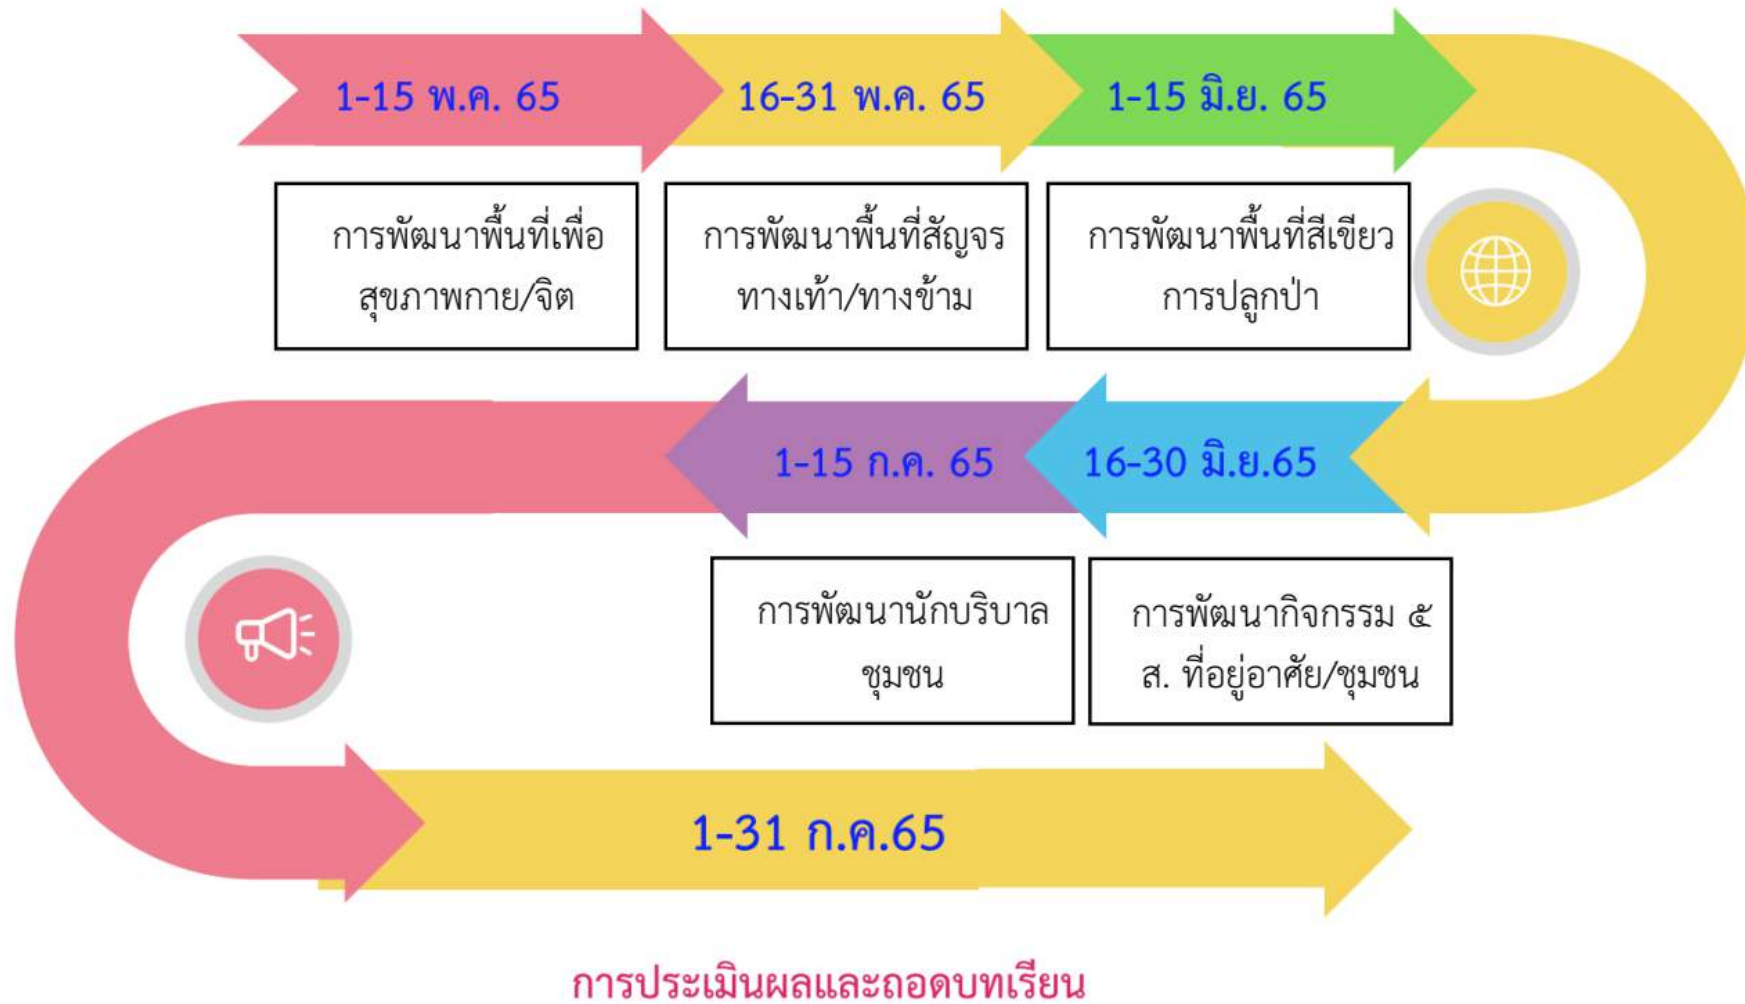 1-15 พ.ค. 65
16-31 พ.ค. 65
1-15 มิ.ย. 65
การพัฒนาพื้นที่เพื่อ
สุขภาพกาย/จิต
การพัฒนาพื้นที่สัญจร
ทางเท้า/ทางข้าม
การพัฒนาพื้นที่สีเขียว
การปลูกป่า
16-30 มิ.ย.65
1-15 ก.ค. 65
การพัฒนากิจกรรม ๕
ส. ที่อยู่อาศัย/ชุมชน
การพัฒนานักบริบาล
ชุมชน
1-31 ก.ค.65
การประเมินผลและถอดบทเรียน